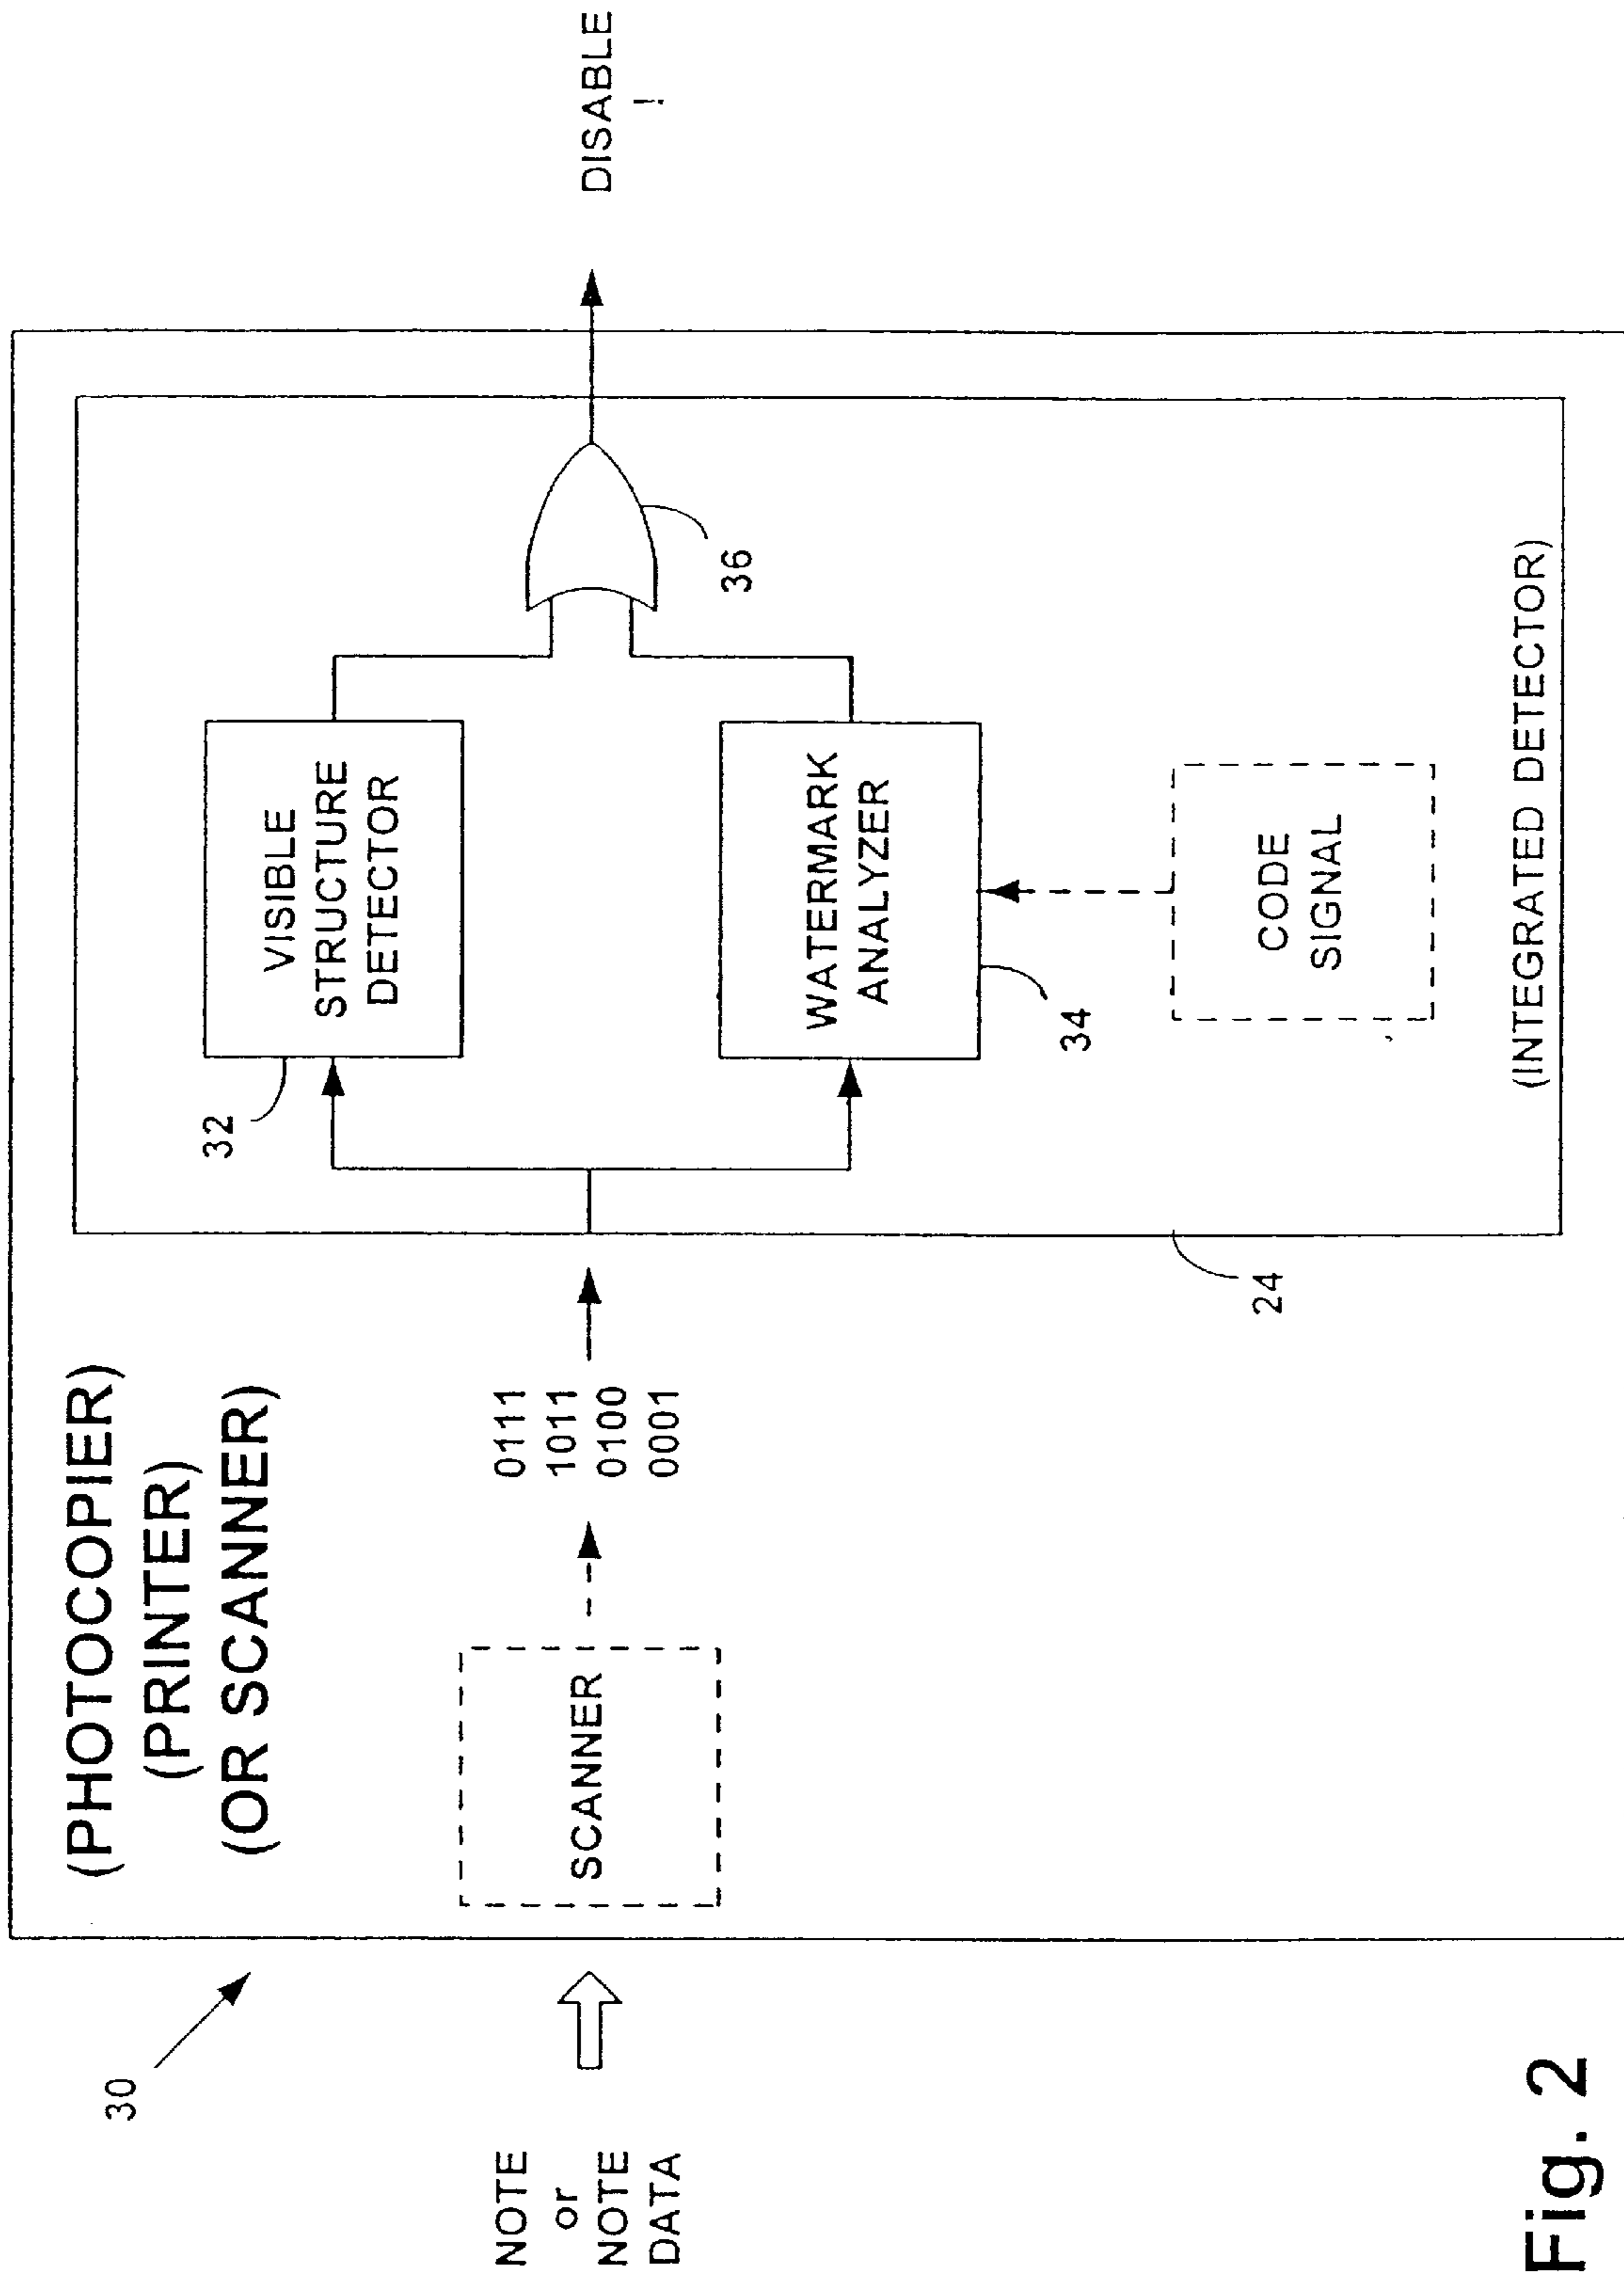 (PHOTOCOPIER)
(PRINTER)
(OR SCANNER)
30
NOTE
or
NOTE
DATA
SCANNER
0111
1011
0100
0001
24
32
VISIBLE
STRUCTURE
DETECTOR
34
WATERMARK
ANALYZER
CODE
SIGNAL
36
(INTEGRATED DETECTOR)
DISABLE
!
Fig. 2